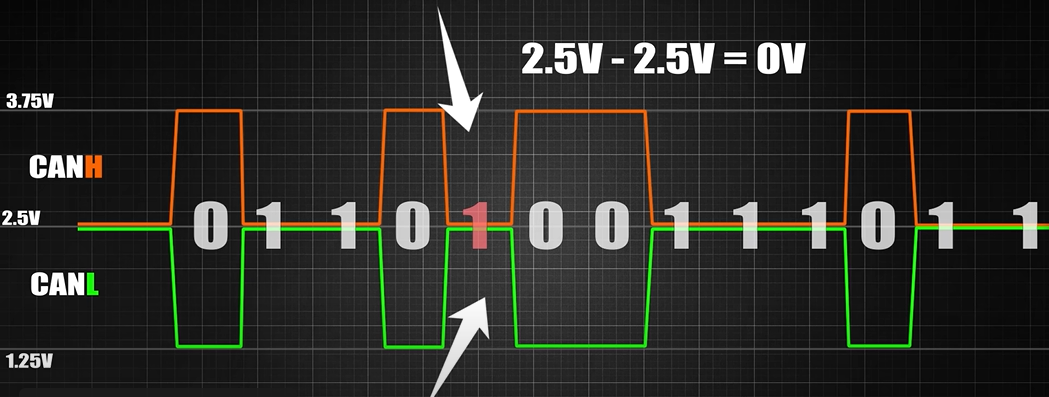 2.5V - 2.5V = 0V
3.75V
CANH
2.5V
0 1 1 0 1 0 0 1 1 1 0 1 1
CANL
1.25V